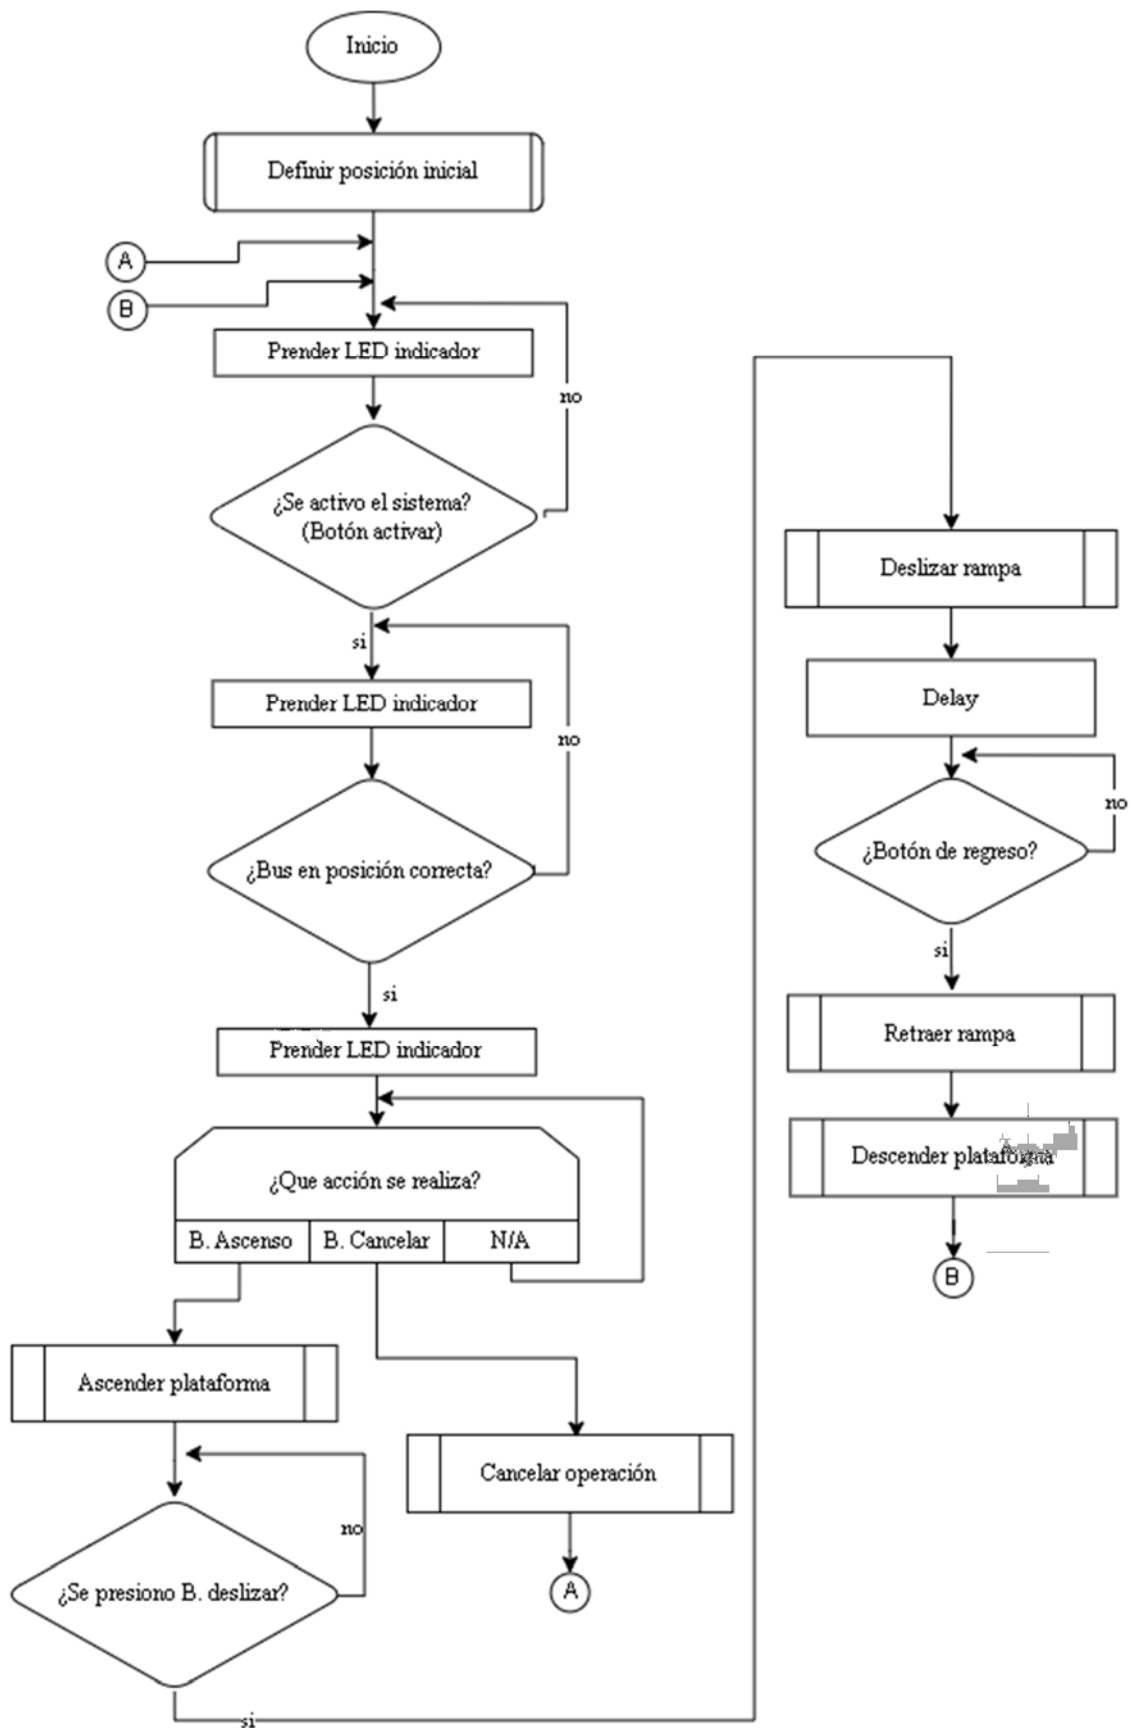 Inicio
Definir posición inicial
A
B
Prender LED indicador
no
¿Se activo el sistema?
(Botón activar)
si
Prender LED indicador
no
¿Bus en posición correcta?
si
Prender LED indicador
¿Que acción se realiza?
B. Ascenso
B. Cancelar
N/A
Ascender plataforma
no
¿Se presiono B. deslizar?
si
Cancelar operación
A
Deslizar rampa
Delay
no
¿Botón de regreso?
si
Retraer rampa
Descender plataforma
B